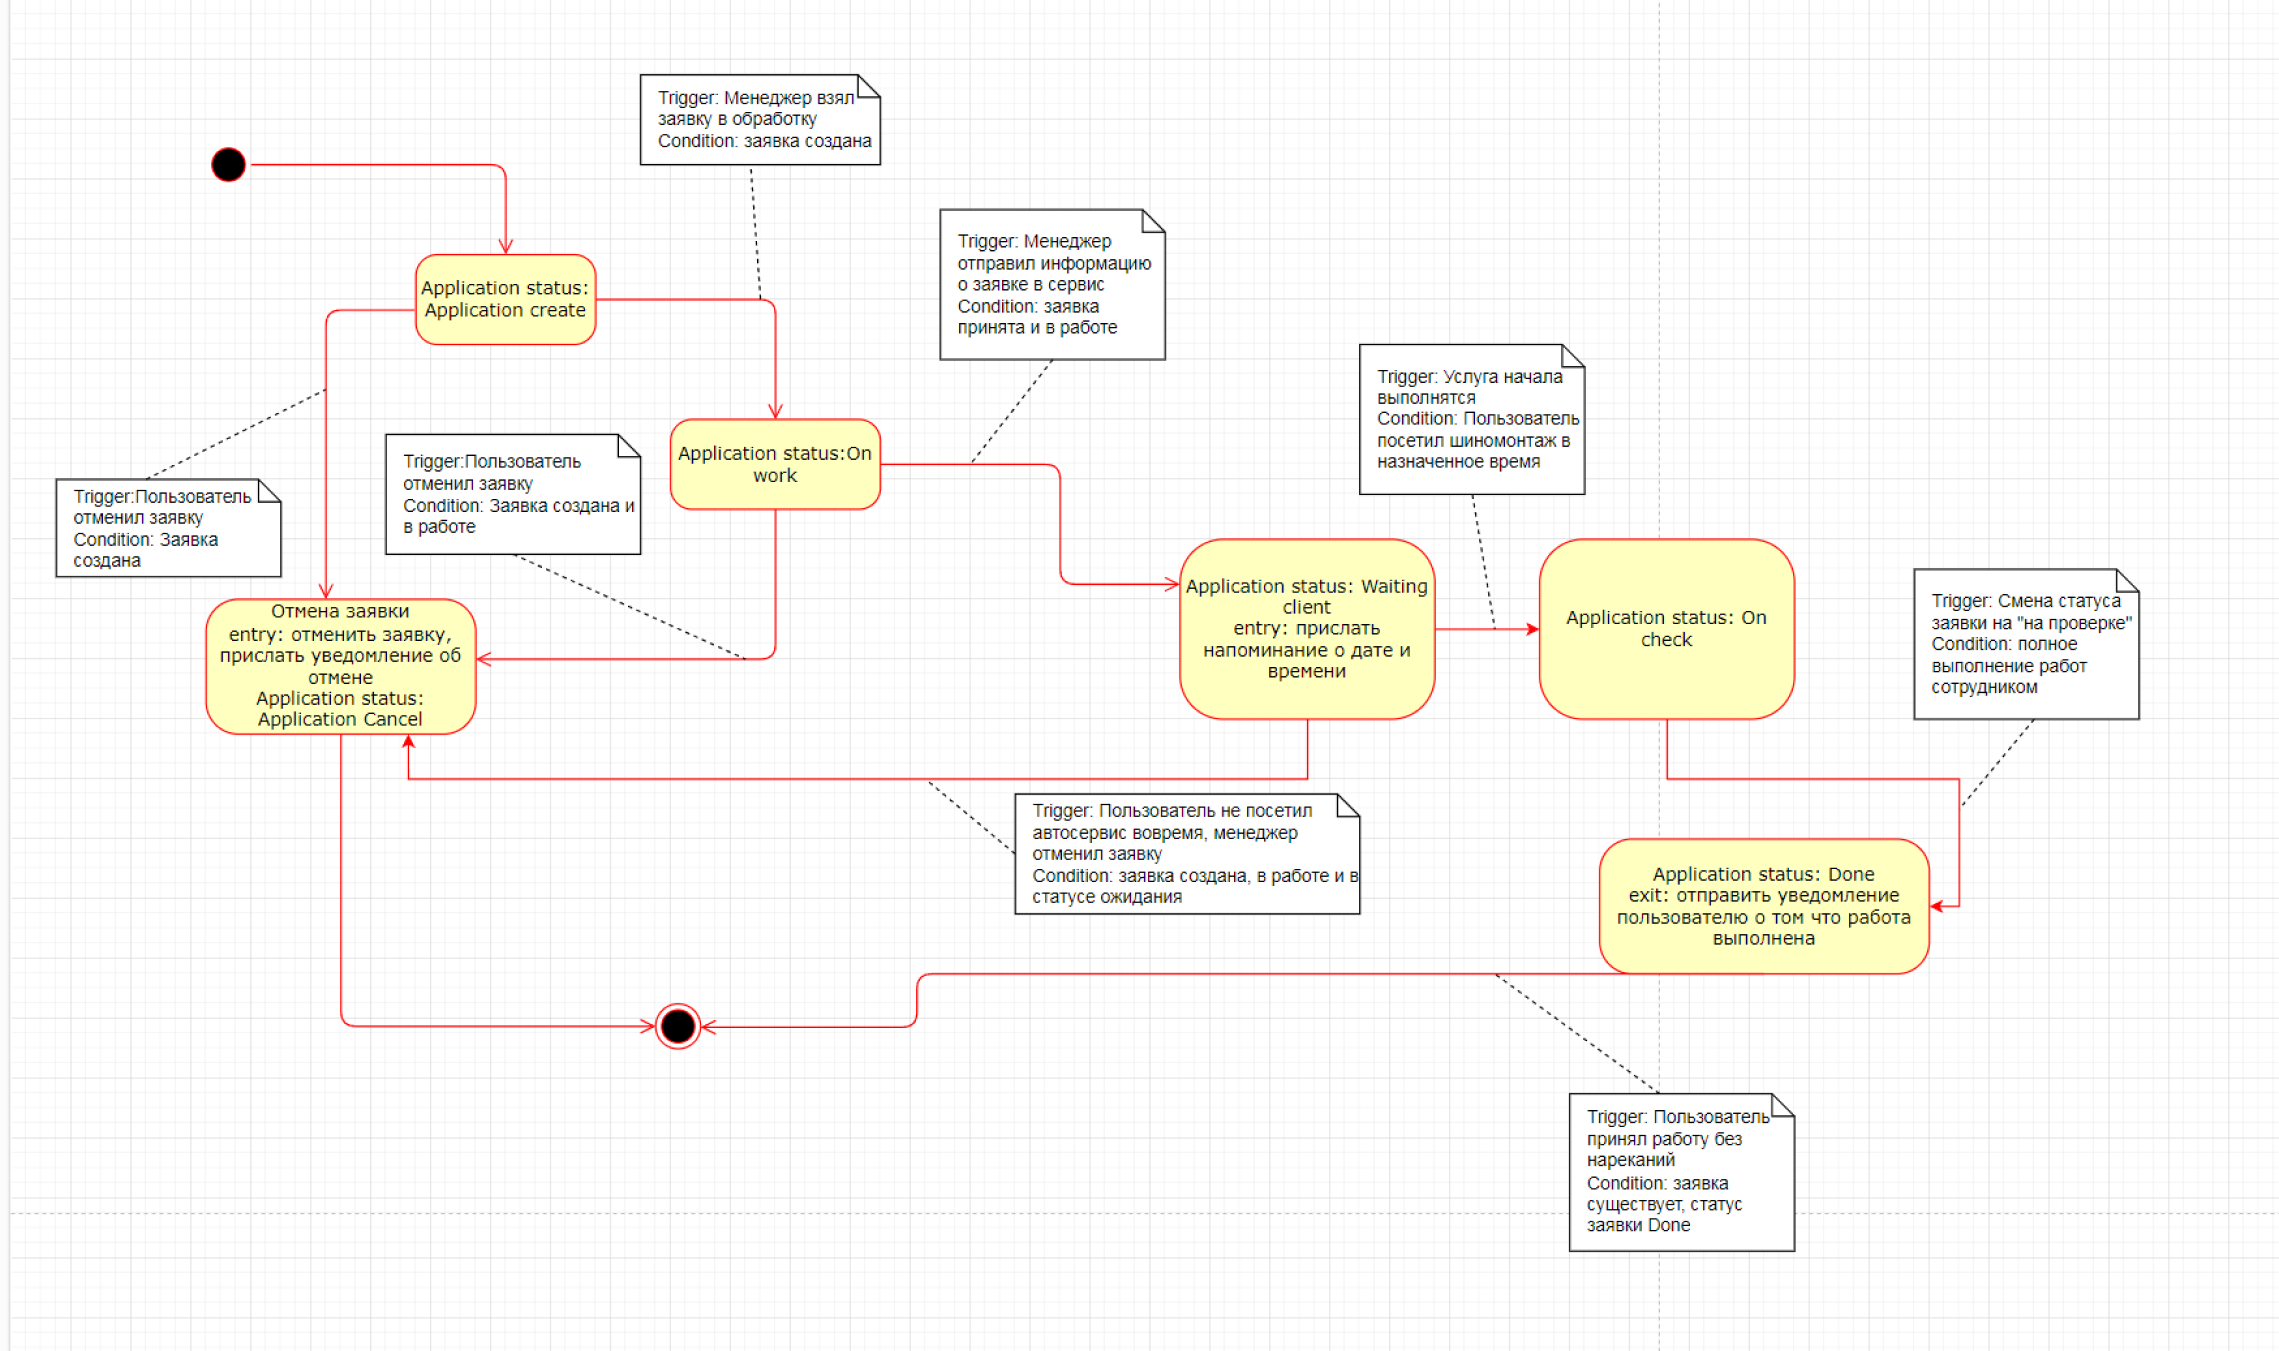 Trigger: Менеджер взял
заявку в обработку
Condition: заявка создана
Trigger: Менеджер
отправил информацию
о заявке в сервис
Condition: заявка
принята и в работе
Application status:
Application create
Trigger: Услуга начала
выполнятся
Condition: Пользователь
посетил шиномонтаж в
назначенное время
Trigger:Пользователь
отменил заявку
Condition: Заявка создана и
в работе
Application status:On
work
Trigger:Пользователь
отменил заявку
Condition: Заявка
создана
Отмена заявки
entry: отменить заявку,
прислать уведомление об
отмене
Application status:
Application Cancel
Application status: Waiting
client
entry: прислать
напоминание о дате и
времени
Application status: On
check
Trigger: Смена статуса
заявки на "на проверке"
Condition: полное
выполнение работ
сотрудником
Trigger: Пользователь не посетил
автосервис вовремя, менеджер
отменил заявку
Condition: заявка создана, в работе и в
статусе ожидания
Application status: Done
exit: отправить уведомление
пользователю о том что работа
выполнена
Trigger: Пользователь
принял работу без
нареканий
Condition: заявка
существует, статус
заявки Done